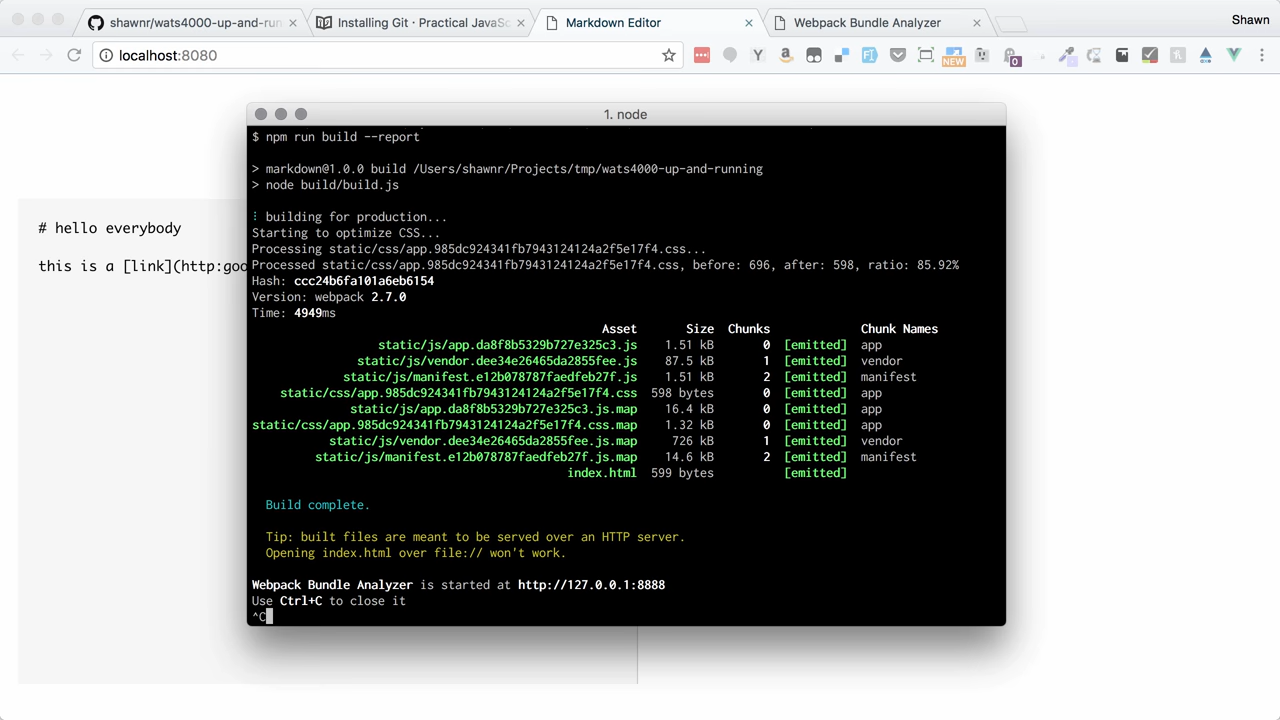 shawnr/wats4000-up-and-run
Installing Git · Practical JavaSc
Markdown Editor
Webpack Bundle Analyzer
Shawn
localhost:8080
NEW
0
1. node
$ npm run build --report
> markdown@1.0.0 build /Users/shawnr/Projects/tmp/wats4000-up-and-running
> node build/build.js
⋮ building for production...
Starting to optimize CSS...
Processing static/css/app.985dc924341fb7943124124a2f5e17f4.css...
Processed static/css/app.985dc924341fb7943124124a2f5e17f4.css, before: 696, after: 598, ratio: 85.92%
Hash: ccc24b6fa101a6eb6154
Version: webpack 2.7.0
Time: 4949ms
Asset Size Chunks Chunk Names
static/js/app.da8f8b5329b727e325c3.js 1.51 kB 0 [emitted] app
static/js/vendor.dee34e26465da2855fee.js 87.5 kB 1 [emitted] vendor
static/js/manifest.e12b078787faedfeb27f.js 1.51 kB 2 [emitted] manifest
static/css/app.985dc924341fb7943124124a2f5e17f4.css 598 bytes 0 [emitted] app
static/js/app.da8f8b5329b727e325c3.js.map 16.4 kB 0 [emitted] app
static/css/app.985dc924341fb7943124124a2f5e17f4.css.map 1.32 kB 0 [emitted] app
static/js/vendor.dee34e26465da2855fee.js.map 726 kB 1 [emitted] vendor
static/js/manifest.e12b078787faedfeb27f.js.map 14.6 kB 2 [emitted] manifest
index.html 599 bytes [emitted]
Build complete.
Tip: built files are meant to be served over an HTTP server.
Opening index.html over file:// won't work.
Webpack Bundle Analyzer is started at http://127.0.0.1:8888
Use Ctrl+C to close it
^C
# hello everybody
this is a [link](http:goo